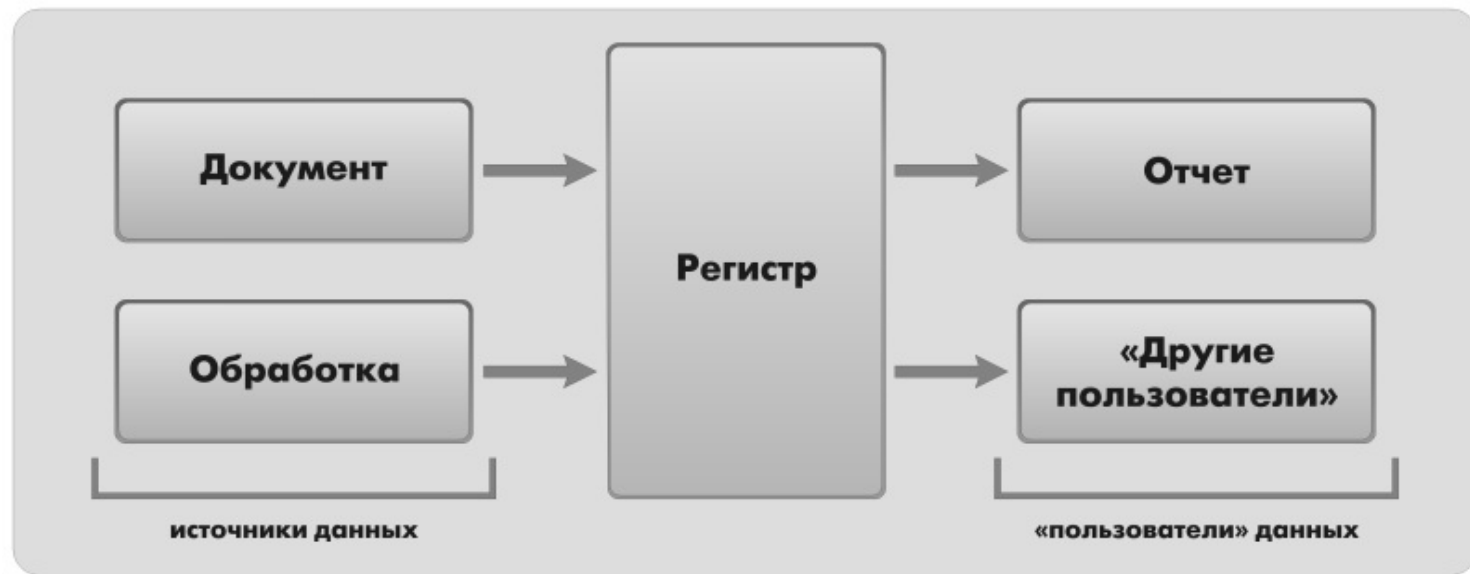 Документ
Обработка
источники данных
Регистр
Отчет
«Другие
пользователи»
«пользователи» данных